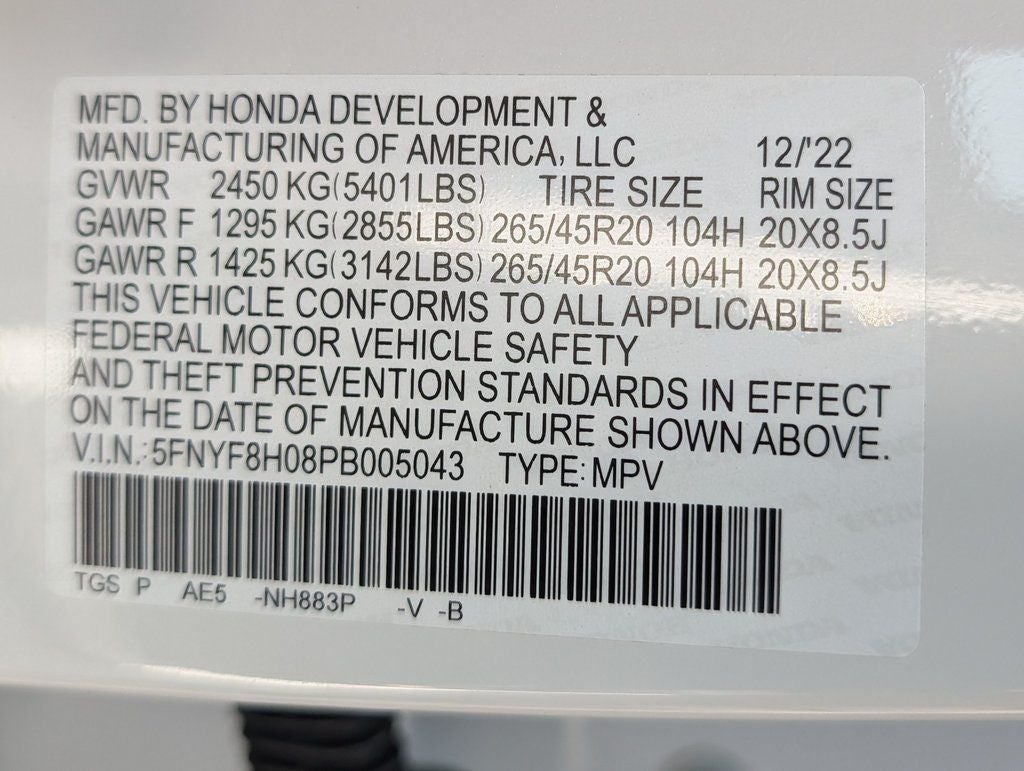 MFD. BY HONDA DEVELOPMENT &
MANUFACTURING OF AMERICA, LLC 12/'22
GVWR 2450 KG(5401LBS) TIRE SIZE RIM SIZE
GAWR F 1295 KG(2855LBS) 265/45R20 104H 20X8.5J
GAWR R 1425 KG(3142LBS) 265/45R20 104H 20X8.5J
THIS VEHICLE CONFORMS TO ALL APPLICABLE
FEDERAL MOTOR VEHICLE SAFETY
AND THEFT PREVENTION STANDARDS IN EFFECT
ON THE DATE OF MANUFACTURE SHOWN ABOVE.
V.I.N.: 5FNYF8H08PB005043 TYPE: MPV
TGS P AE5 -NH883P -V -B